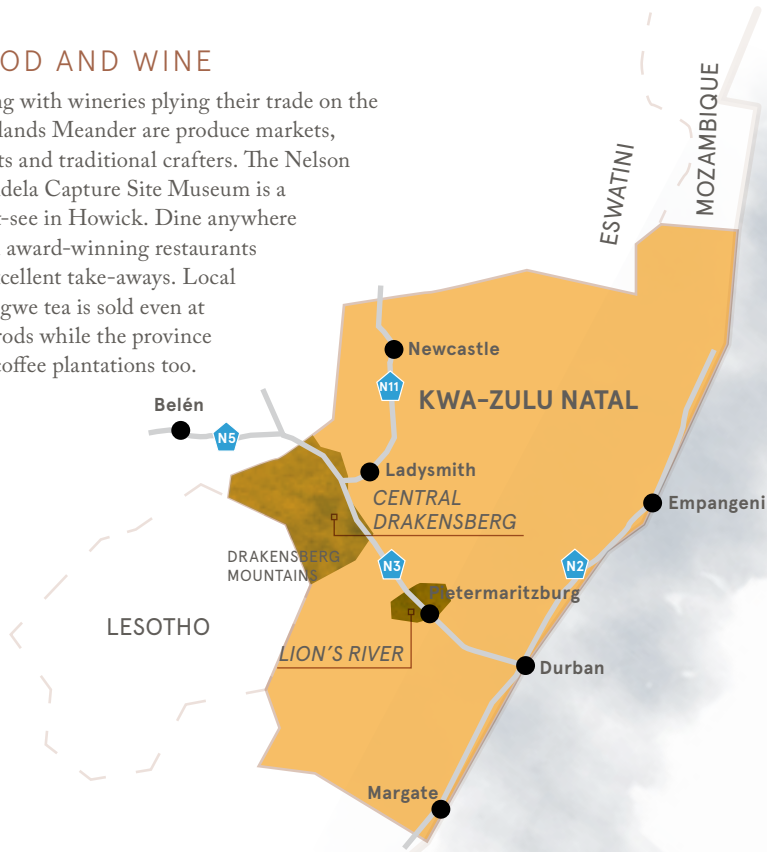 OD AND WINE
ng with wineries plying their trade on the
lands Meander are produce markets,
ts and traditional crafters. The Nelson
dela Capture Site Museum is a
-see in Howick. Dine anywhere
award-winning restaurants
cellent take-aways. Local
gwe tea is sold even at
rods while the province
coffee plantations too.
MOZAMBIQUE
ESWATINI
Newcastle
N11
KWA-ZULU NATAL
Belén
N5
Ladysmith
CENTRAL
DRAKENSBERG
Empangeni
DRAKENSBERG
MOUNTAINS
N3
N2
Pietermaritzburg
LESOTHO
LION'S RIVER
Durban
Margate